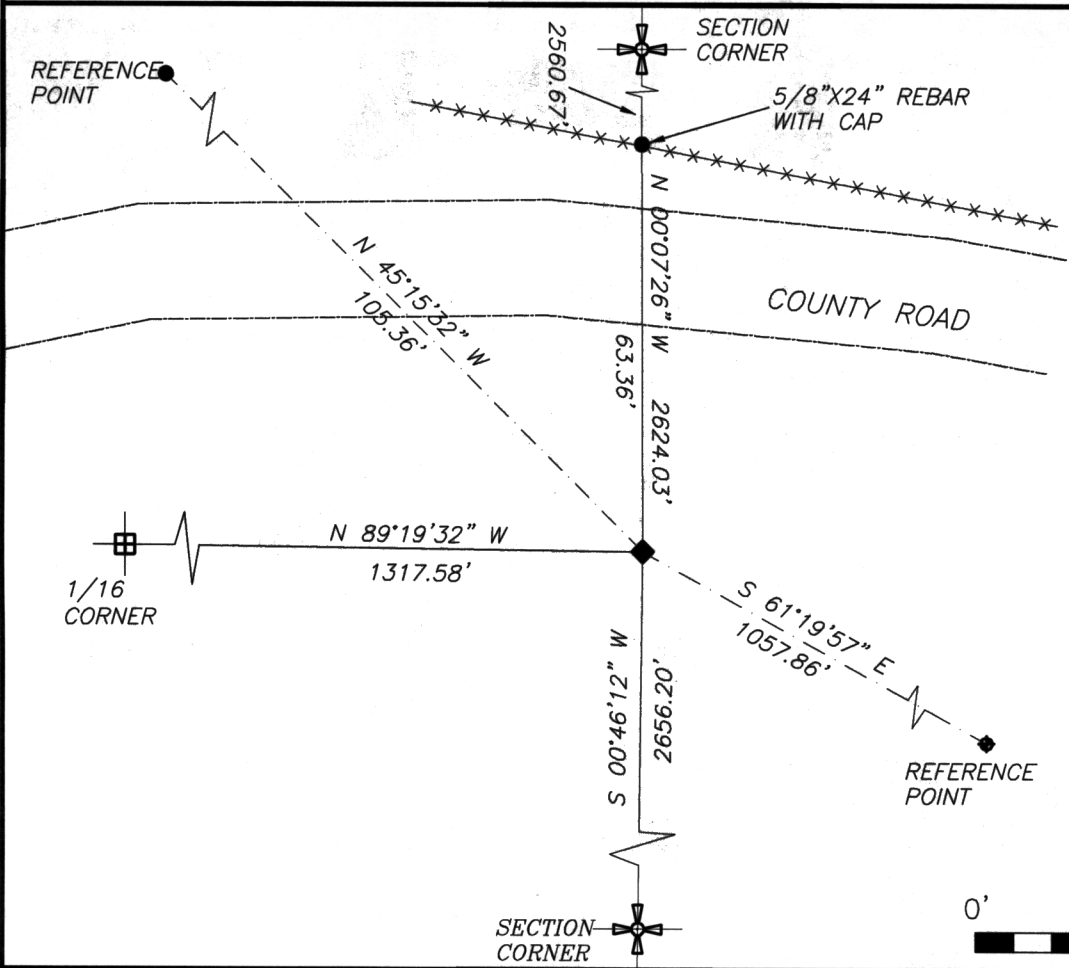 SECTION
CORNER
REFERENCE
POINT
2560.67'
5/8"X24" REBAR
WITH CAP
N 00°07'26" W
2624.03'
63.36'
N 45°15'32" W
105.36'
COUNTY ROAD
N 89°19'32" W
1317.58'
1/16
CORNER
S 61°19'57" E
1057.86'
S 00°46'12" W
2656.20'
REFERENCE
POINT
SECTION
CORNER
0'